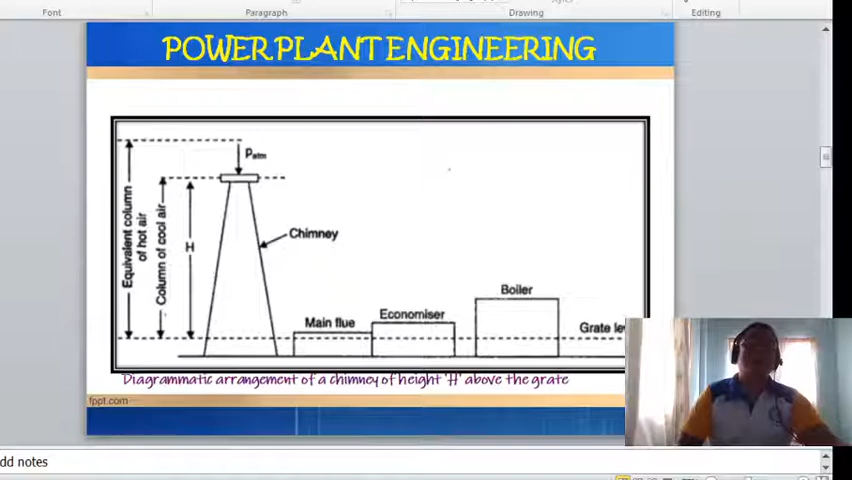 Font
Paragraph
Drawing
Editing
POWER PLANT ENGINEERING
Patm
Equivalent column
of hot air
Column of cool air
H
Chimney
Main flue
Economiser
Boiler
Grate le
Diagrammatic arrangement of a chimney of height 'H' above the grate
fppt.com
dd notes